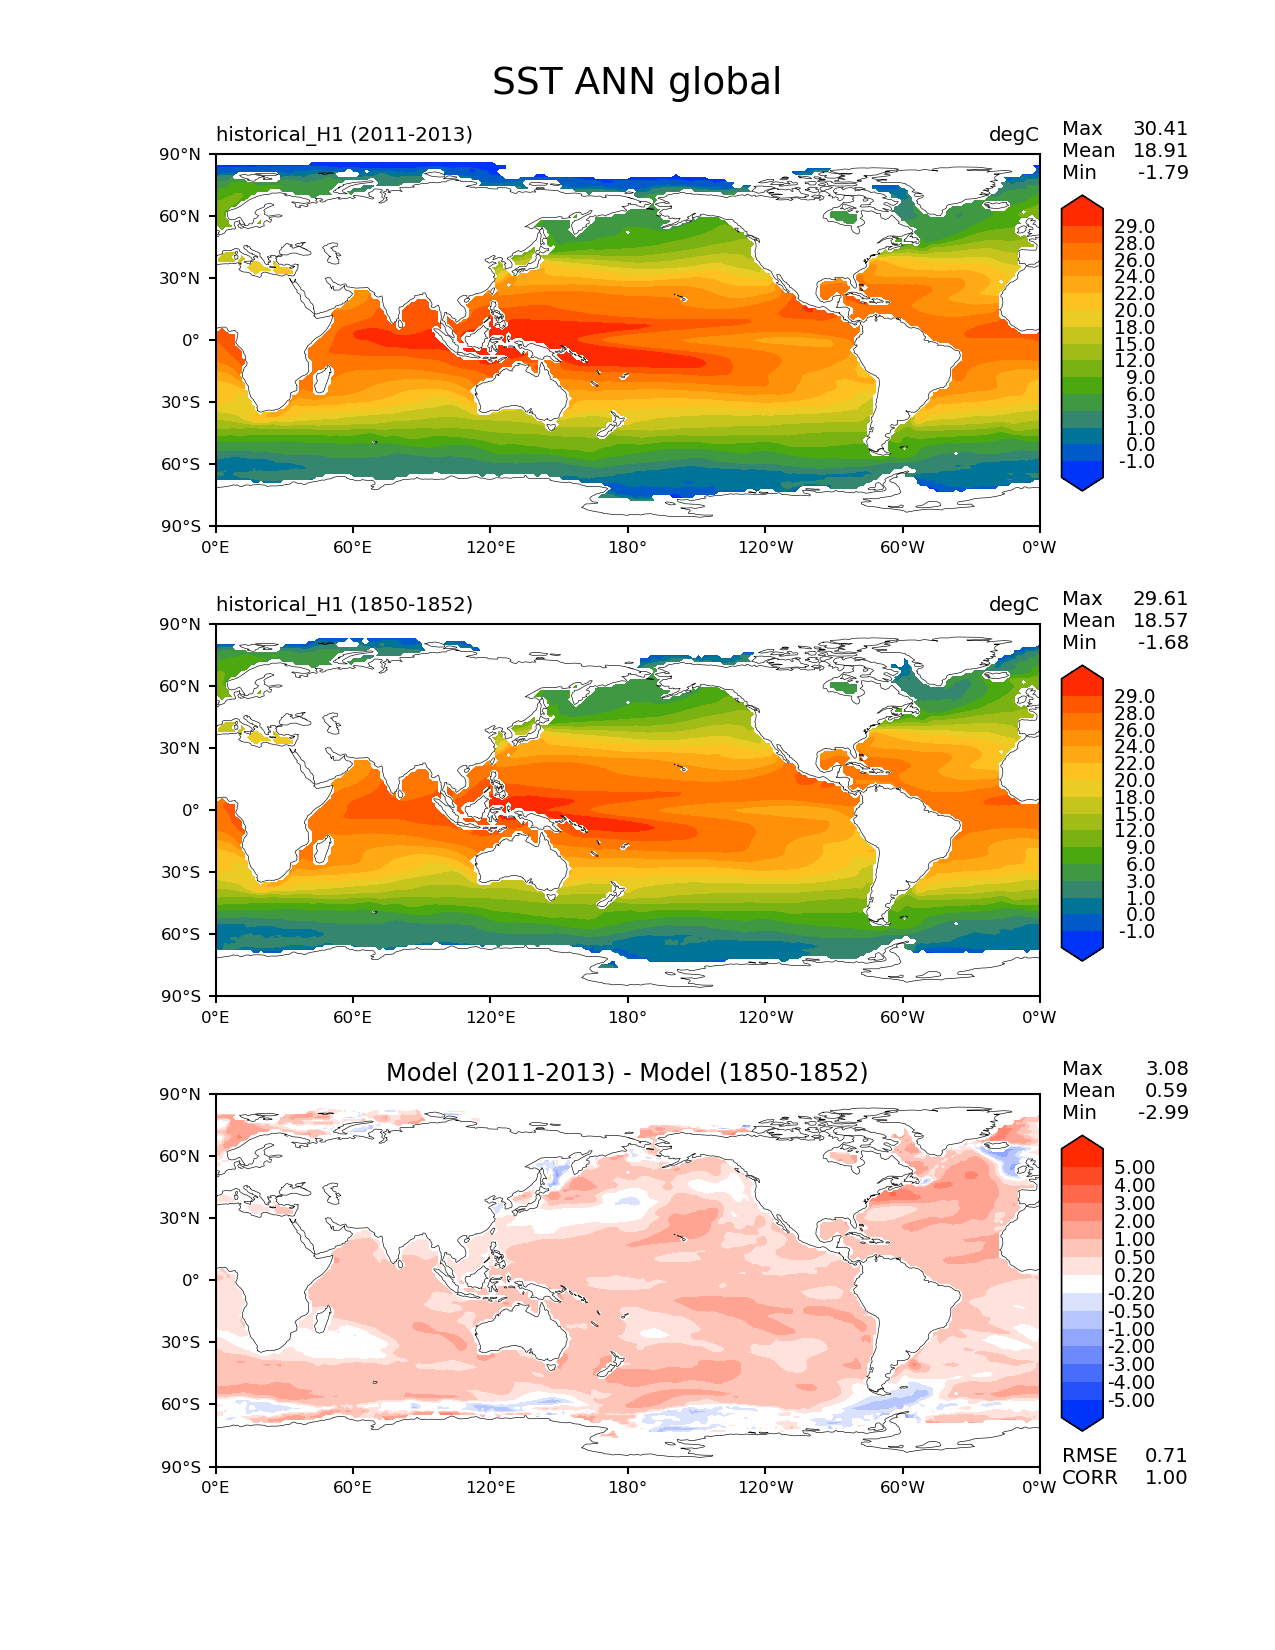 SST ANN global
historical_H1 (2011-2013) degC
Max 30.41
Mean 18.91
Min -1.79
90°N
60°N
30°N
0°
30°S
60°S
90°S
0°E 60°E 120°E 180° 120°W 60°W 0°W
29.0
28.0
26.0
24.0
22.0
20.0
18.0
15.0
12.0
9.0
6.0
3.0
1.0
0.0
-1.0
historical_H1 (1850-1852) degC
Max 29.61
Mean 18.57
Min -1.68
90°N
60°N
30°N
0°
30°S
60°S
90°S
0°E 60°E 120°E 180° 120°W 60°W 0°W
29.0
28.0
26.0
24.0
22.0
20.0
18.0
15.0
12.0
9.0
6.0
3.0
1.0
0.0
-1.0
Model (2011-2013) - Model (1850-1852)
Max 3.08
Mean 0.59
Min -2.99
90°N
60°N
30°N
0°
30°S
60°S
90°S
0°E 60°E 120°E 180° 120°W 60°W 0°W
5.00
4.00
3.00
2.00
1.00
0.50
0.20
-0.20
-0.50
-1.00
-2.00
-3.00
-4.00
-5.00
RMSE 0.71
CORR 1.00